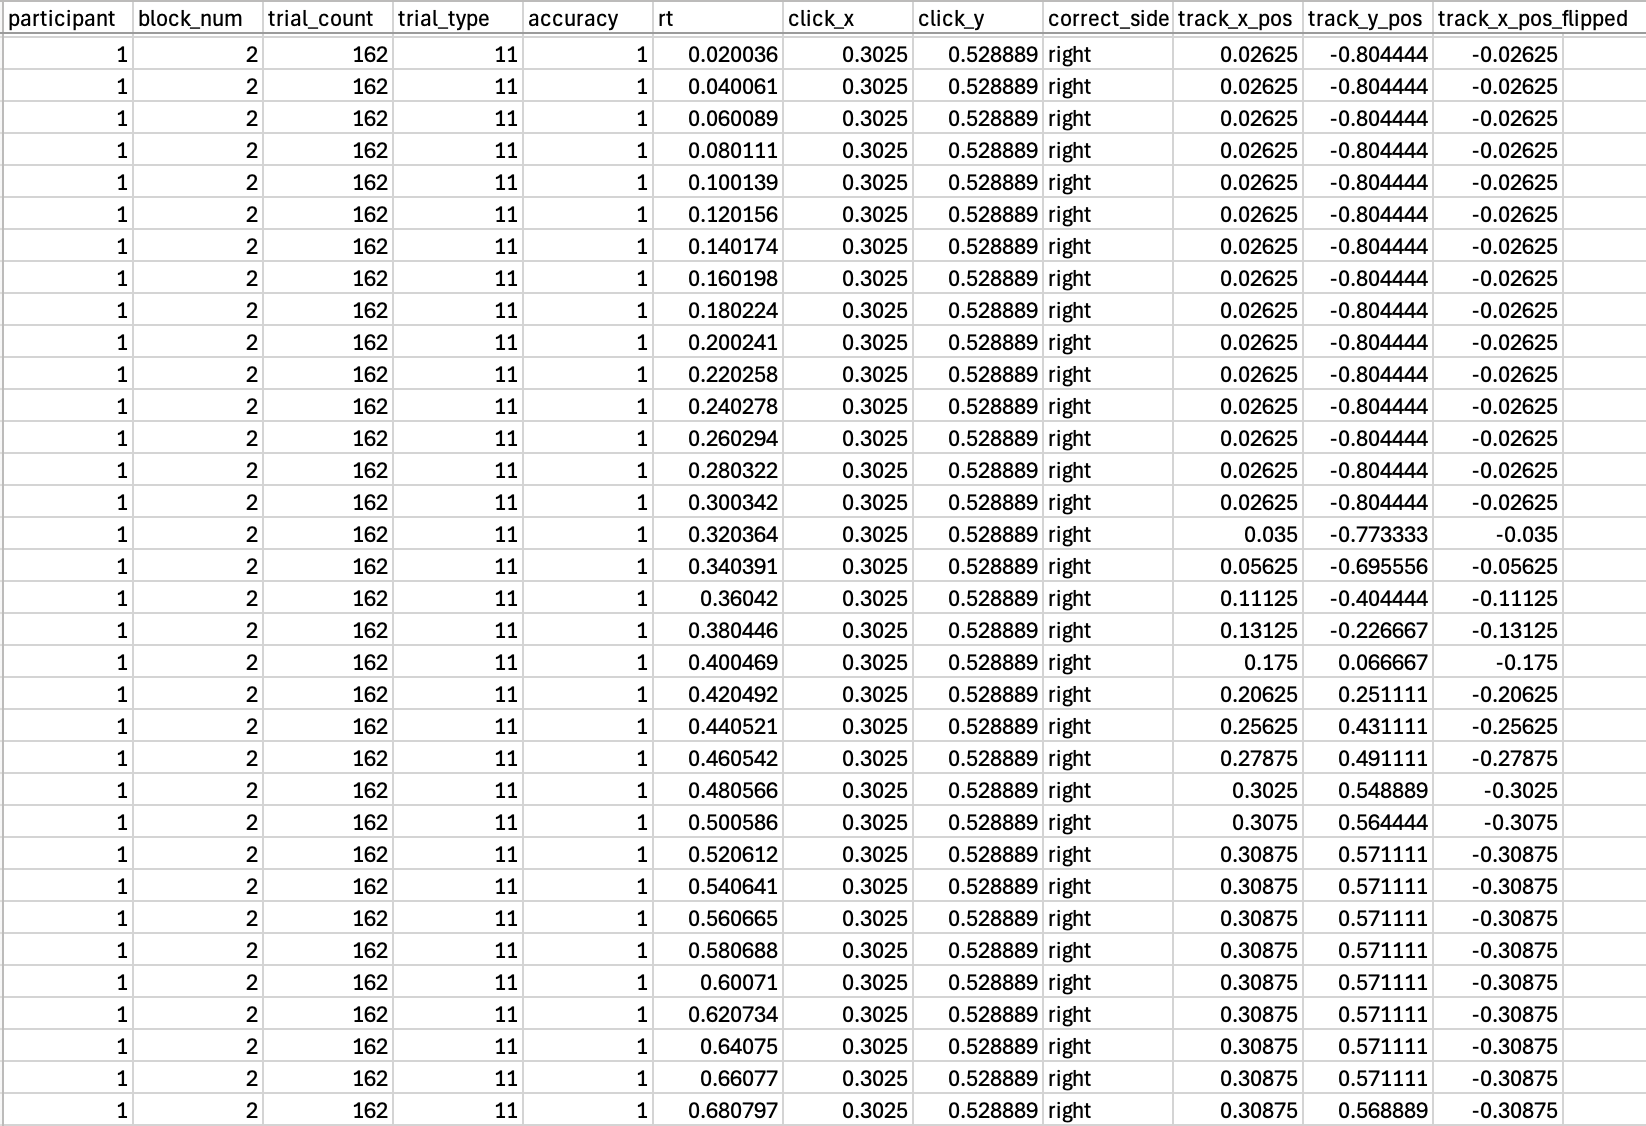 participant block_num trial_count trial_type accuracy rt click_x click_y correct_side track_x_pos track_y_pos track_x_pos_flipped
1 2 162 11 1 0.020036 0.3025 0.528889 right 0.02625 -0.804444 -0.02625
1 2 162 11 1 0.040061 0.3025 0.528889 right 0.02625 -0.804444 -0.02625
1 2 162 11 1 0.060089 0.3025 0.528889 right 0.02625 -0.804444 -0.02625
1 2 162 11 1 0.080111 0.3025 0.528889 right 0.02625 -0.804444 -0.02625
1 2 162 11 1 0.100139 0.3025 0.528889 right 0.02625 -0.804444 -0.02625
1 2 162 11 1 0.120156 0.3025 0.528889 right 0.02625 -0.804444 -0.02625
1 2 162 11 1 0.140174 0.3025 0.528889 right 0.02625 -0.804444 -0.02625
1 2 162 11 1 0.160198 0.3025 0.528889 right 0.02625 -0.804444 -0.02625
1 2 162 11 1 0.180224 0.3025 0.528889 right 0.02625 -0.804444 -0.02625
1 2 162 11 1 0.200241 0.3025 0.528889 right 0.02625 -0.804444 -0.02625
1 2 162 11 1 0.220258 0.3025 0.528889 right 0.02625 -0.804444 -0.02625
1 2 162 11 1 0.240278 0.3025 0.528889 right 0.02625 -0.804444 -0.02625
1 2 162 11 1 0.260294 0.3025 0.528889 right 0.02625 -0.804444 -0.02625
1 2 162 11 1 0.280322 0.3025 0.528889 right 0.02625 -0.804444 -0.02625
1 2 162 11 1 0.300342 0.3025 0.528889 right 0.02625 -0.804444 -0.02625
1 2 162 11 1 0.320364 0.3025 0.528889 right 0.035 -0.773333 -0.035
1 2 162 11 1 0.340391 0.3025 0.528889 right 0.05625 -0.695556 -0.05625
1 2 162 11 1 0.36042 0.3025 0.528889 right 0.11125 -0.404444 -0.11125
1 2 162 11 1 0.380446 0.3025 0.528889 right 0.13125 -0.226667 -0.13125
1 2 162 11 1 0.400469 0.3025 0.528889 right 0.175 0.066667 -0.175
1 2 162 11 1 0.420492 0.3025 0.528889 right 0.20625 0.251111 -0.20625
1 2 162 11 1 0.440521 0.3025 0.528889 right 0.25625 0.431111 -0.25625
1 2 162 11 1 0.460542 0.3025 0.528889 right 0.27875 0.491111 -0.27875
1 2 162 11 1 0.480566 0.3025 0.528889 right 0.3025 0.548889 -0.3025
1 2 162 11 1 0.500586 0.3025 0.528889 right 0.3075 0.564444 -0.3075
1 2 162 11 1 0.520612 0.3025 0.528889 right 0.30875 0.571111 -0.30875
1 2 162 11 1 0.540641 0.3025 0.528889 right 0.30875 0.571111 -0.30875
1 2 162 11 1 0.560665 0.3025 0.528889 right 0.30875 0.571111 -0.30875
1 2 162 11 1 0.580688 0.3025 0.528889 right 0.30875 0.571111 -0.30875
1 2 162 11 1 0.60071 0.3025 0.528889 right 0.30875 0.571111 -0.30875
1 2 162 11 1 0.620734 0.3025 0.528889 right 0.30875 0.571111 -0.30875
1 2 162 11 1 0.64075 0.3025 0.528889 right 0.30875 0.571111 -0.30875
1 2 162 11 1 0.66077 0.3025 0.528889 right 0.30875 0.571111 -0.30875
1 2 162 11 1 0.680797 0.3025 0.528889 right 0.30875 0.568889 -0.30875